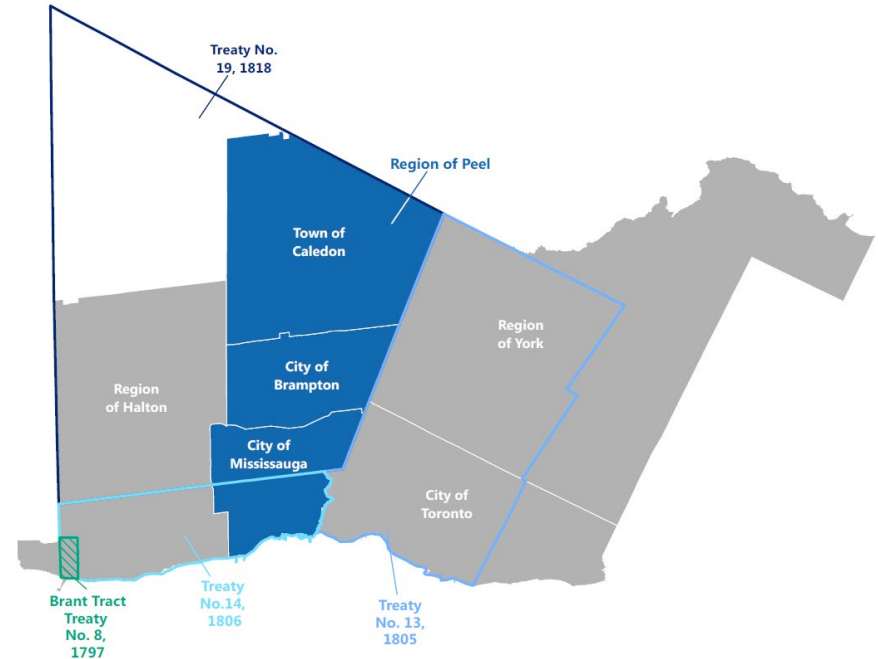 Treaty No.
19, 1818
Region of Peel
Town of
Caledon
Region
of York
City of
Brampton
Region
of Halton
City of
Mississauga
City of
Toronto
Treaty
No.14,
1806
Brant Tract
Treaty
No. 8,
1797
Treaty
No. 13,
1805